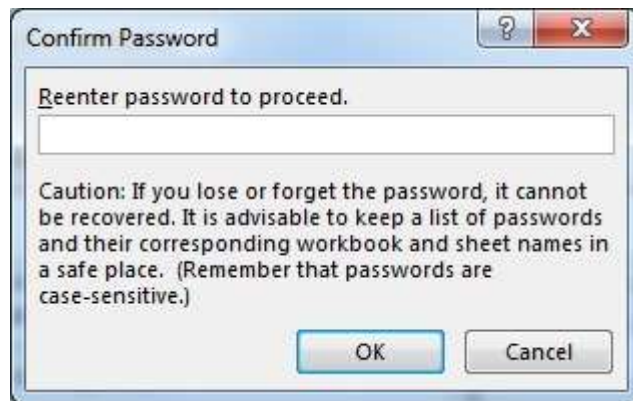 Confirm Password
?
Reenter password to proceed.
Caution: If you lose or forget the password, it cannot
be recovered. It is advisable to keep a list of passwords
and their corresponding workbook and sheet names in
a safe place.  (Remember that passwords are
case-sensitive.)
OK Cancel